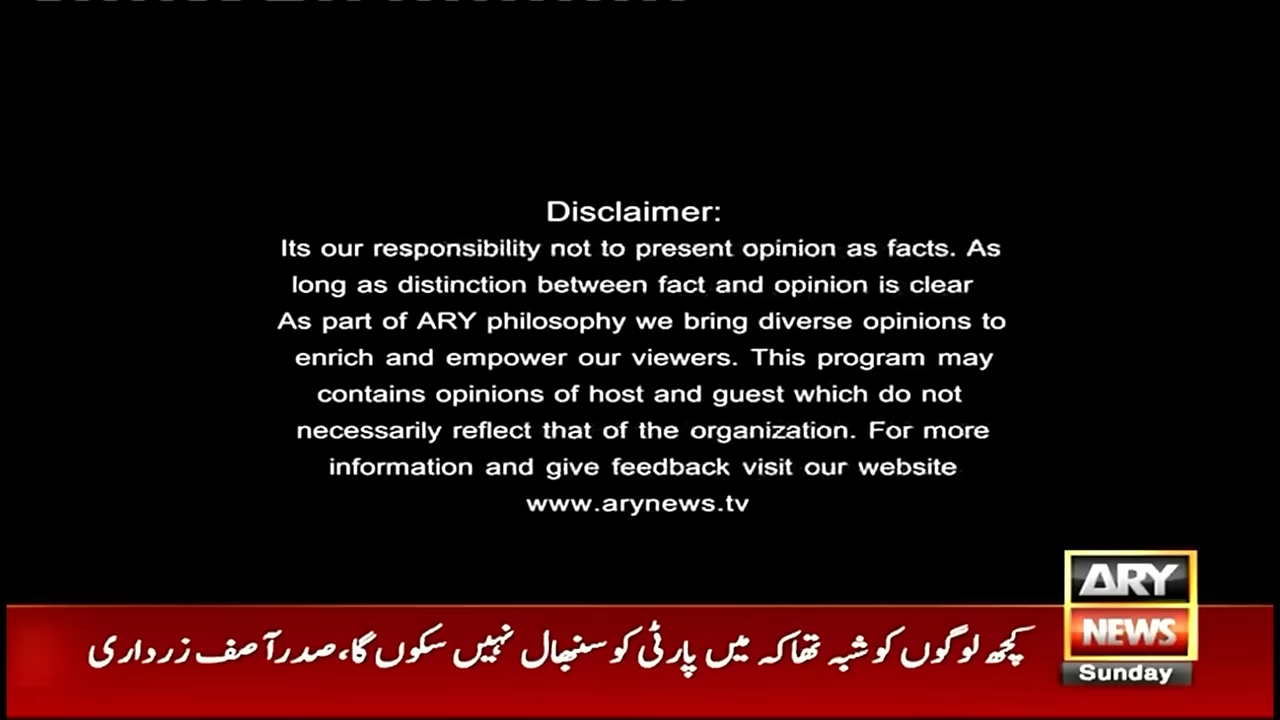 Disclaimer:
Its our responsibility not to present opinion as facts. As
long as distinction between fact and opinion is clear
As part of ARY philosophy we bring diverse opinions to
enrich and empower our viewers. This program may
contains opinions of host and guest which do not
necessarily reflect that of the organization. For more
information and give feedback visit our website
www.arynews.tv
ARY
NEWS
Sunday
کچھ لوگوں کو شبہ تھا کہ میں پارٹی کو سنبھال نہیں سکوں گا، صدر آصف زرداری